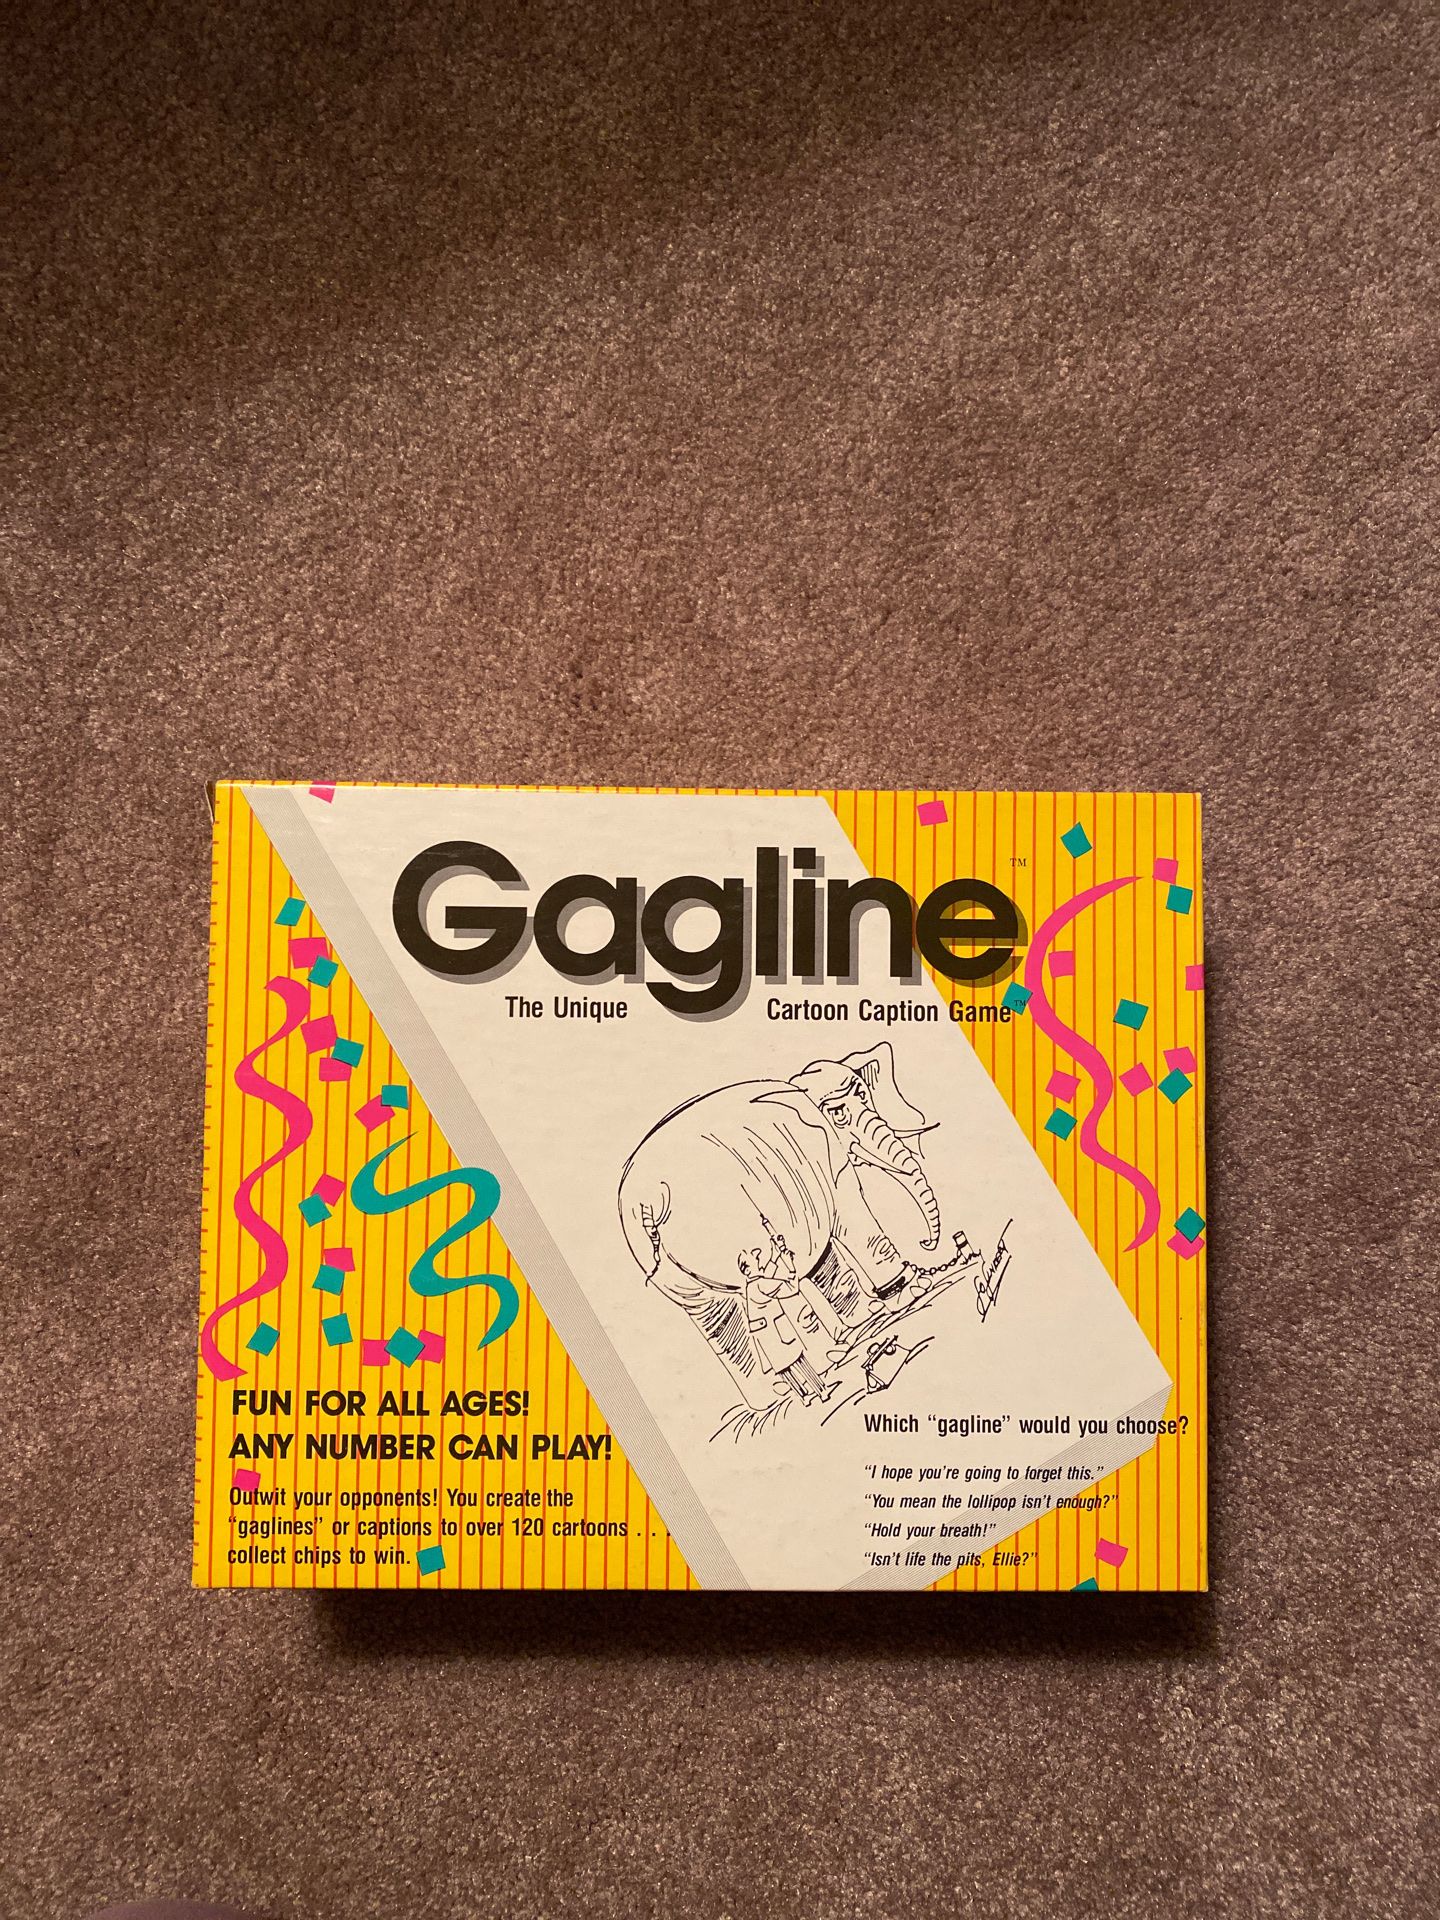 Gagline™
The Unique Cartoon Caption Game™
FUN FOR ALL AGES!
ANY NUMBER CAN PLAY!
Outwit your opponents! You create the
“gaglines” or captions to over 120 cartoons . . .
collect chips to win.
Which “gagline” would you choose?
“I hope you’re going to forget this.”
“You mean the lollipop isn’t enough?”
“Hold your breath!”
“Isn’t life the pits, Ellie?”